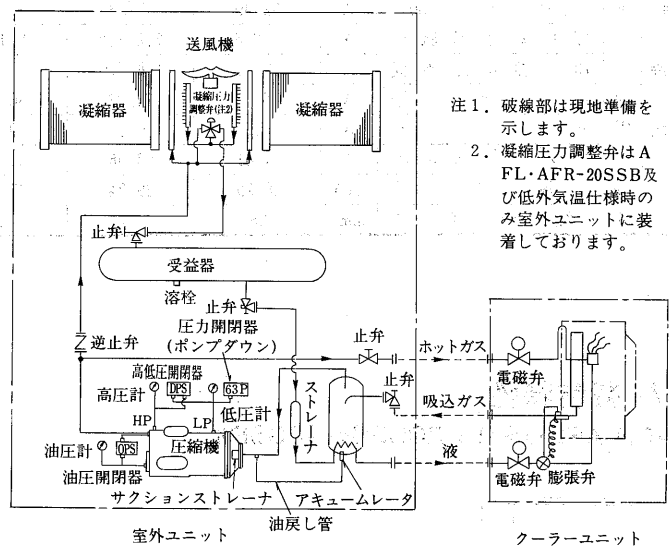 送風機
凝縮器
凝縮圧力
調整弁(注2)
凝縮器
注1．破線部は現地準備を
示します。
2．凝縮圧力調整弁はA
FL･AFR-20SSB及
び低外気温仕様時の
み室外ユニットに装
着しております。
止弁
受益器
溶栓
止弁
圧力開閉器
(ポンプダウン)
逆止弁
止弁
ホットガス
電磁弁
高低圧開閉器
高圧計
DPS
63P
低圧計
HP
LP
ストレーナ
止弁
吸込ガス
油圧計
OPS
圧縮機
油圧開閉器
液
電磁弁
膨張弁
サクションストレーナ
アキュームレータ
油戻し管
室外ユニット
クーラーユニット